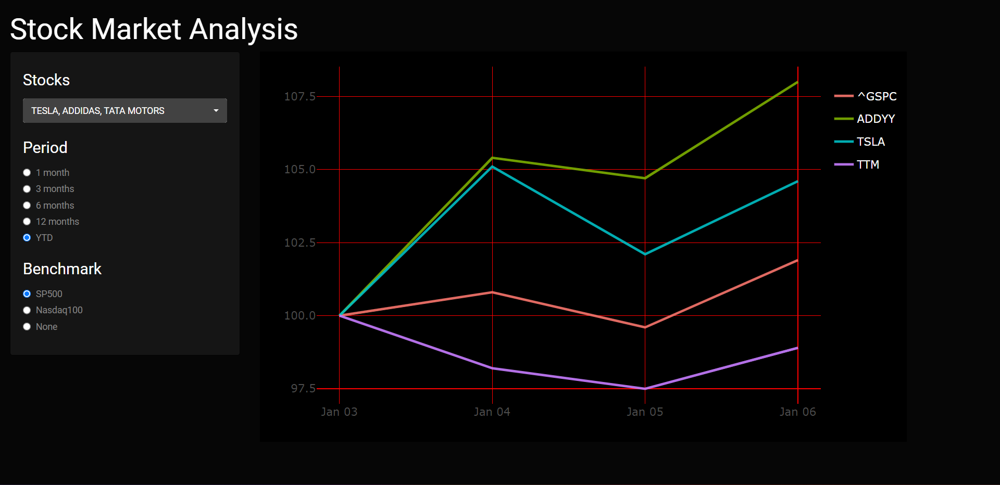 Stock Market Analysis
Stocks
TESLA, ADDIDAS, TATA MOTORS
Period
1 month
3 months
6 months
12 months
YTD
Benchmark
SP500
Nasdaq100
None
107.5
105.0
102.5
100.0
97.5
Jan 03 Jan 04 Jan 05 Jan 06
^GSPC
ADDYY
TSLA
TTM